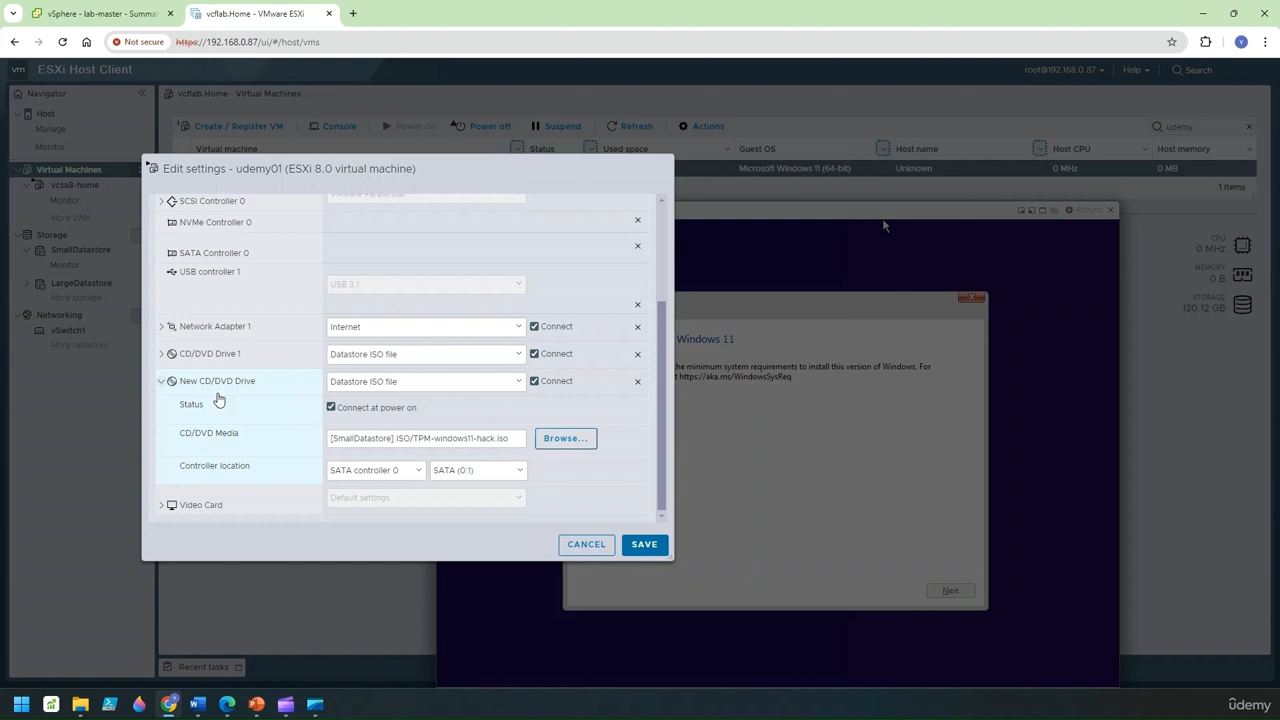 vSphere - lab-master - Summa
vcflab.Home - VMware ESXi
Not secure
https://192.168.0.87/ui/#/host/vms
vm ESXi Host Client
root@192.168.0.87
Help
Search
Navigator
vcflab.Home - Virtual Machines
Host
Manage
Monitor
Virtual Machines
vcsa8-home
Monitor
More VMs...
Storage
SmallDatastore
Monitor
LargeDatastore
More storage...
Networking
vSwitch1
More networks...
Create / Register VM
Console
Power on
Power off
Suspend
Refresh
Actions
udemy
Virtual machine
Status
Used space
Guest OS
Host name
Host CPU
Host memory
Microsoft Windows 11 (64-bit)
Unknown
0 MHz
0 MB
1 items
CPU
0 MHz
MEMORY
0 B
STORAGE
120.12 GB
Actions
Edit settings - udemy01 (ESXi 8.0 virtual machine)
SCSI Controller 0
VMware Paravirtual
NVMe Controller 0
SATA Controller 0
USB controller 1
USB 3.1
Network Adapter 1
Internet
Connect
CD/DVD Drive 1
Datastore ISO file
Connect
New CD/DVD Drive
Datastore ISO file
Connect
Status
Connect at power on
CD/DVD Media
[SmallDatastore] ISO/TPM-windows11-hack.iso
Browse...
Controller location
SATA controller 0
SATA (0:1)
Video Card
Default settings
CANCEL
SAVE
Windows 11
the minimum system requirements to install this version of Windows. For
https://aka.ms/WindowsSysReq
Next
Recent tasks
udemy